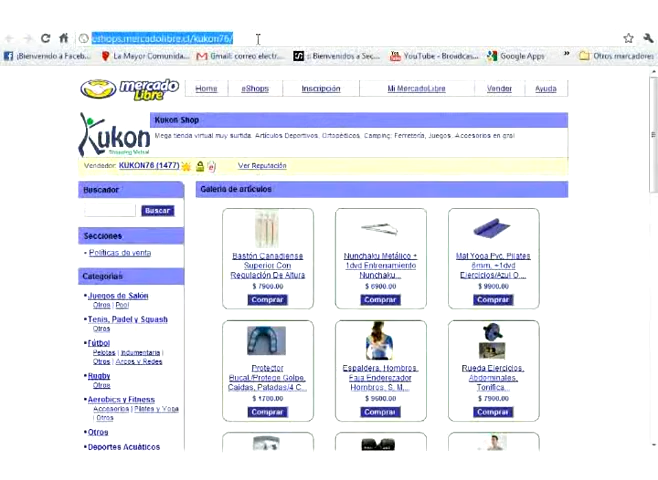 eshops.mercadolibre.cl/kukon76/
¡Bienvenido a Faceb... La Mayor Comunida... Gmail: correo electr... :: Bienvenidos a Sec... YouTube - Broadcas... Google Apps » Otros marcadores
mercado libre
Home eShops Inscripción Mi MercadoLibre Vender Ayuda
Kukon
Shopping Virtual
Kukon Shop
Mega tienda virtual muy surtida. Artículos Deportivos, Ortopédicos, Camping, Ferretería, Juegos, Accesorios en gral
Vendedor: KUKON76 (1477) Ver Reputación
Buscador
Buscar
Secciones
• Políticas de venta
Categorías
• Juegos de Salón
Otros | Pool
• Tenis, Padel y Squash
Otros
• Fútbol
Pelotas | Indumentaria |
Otros | Arcos y Redes
• Rugby
Otros
• Aerobics y Fitness
Accesorios | Pilates y Yoga
| Otros
• Otros
• Deportes Acuáticos
Galería de artículos
Bastón Canadiense
Superior Con
Regulación De Altura
$ 7900.00
Comprar
Nunchaku Metálico +
1dvd Entrenamiento
Nunchaku...
$ 6900.00
Comprar
Mat Yoga Pvc, Pilates
6mm, +1dvd
Ejercicios/Azul O ...
$ 9900.00
Comprar
Protector
Bucal/Protege Golpe,
Caidas, Patadas/4 C...
$ 1700.00
Comprar
Espaldera, Hombros,
Faja Enderezador
Hombros, S, M...
$ 9600.00
Comprar
Rueda Ejercicios,
Abdominales,
Tonifica...
$ 7900.00
Comprar